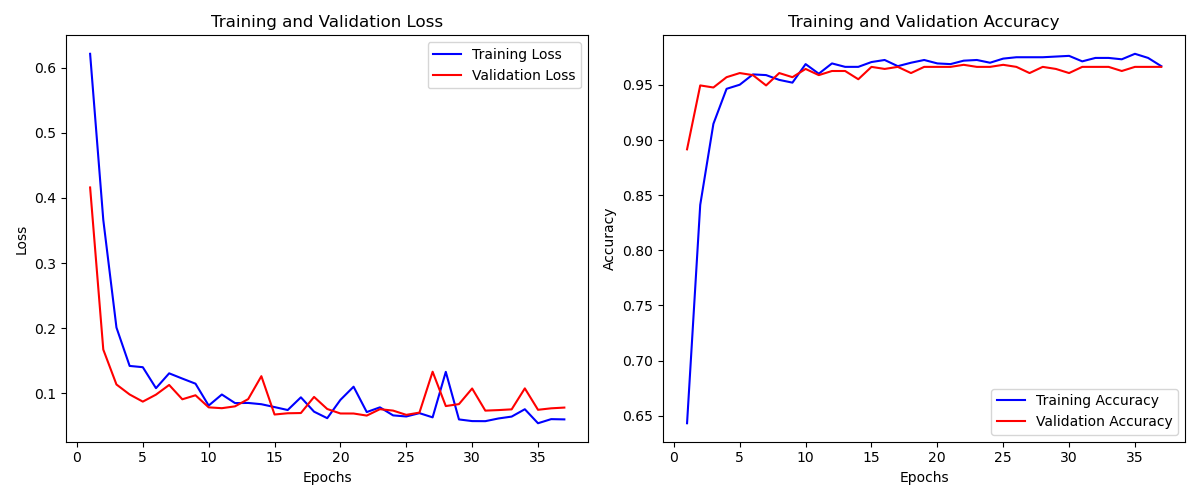 Training and Validation Loss
Training Loss
Validation Loss
0.6
0.5
0.4
0.3
0.2
0.1
Loss
0 5 10 15 20 25 30 35
Epochs
Training and Validation Accuracy
0.95
0.90
0.85
0.80
0.75
0.70
0.65
Accuracy
Training Accuracy
Validation Accuracy
0 5 10 15 20 25 30 35
Epochs